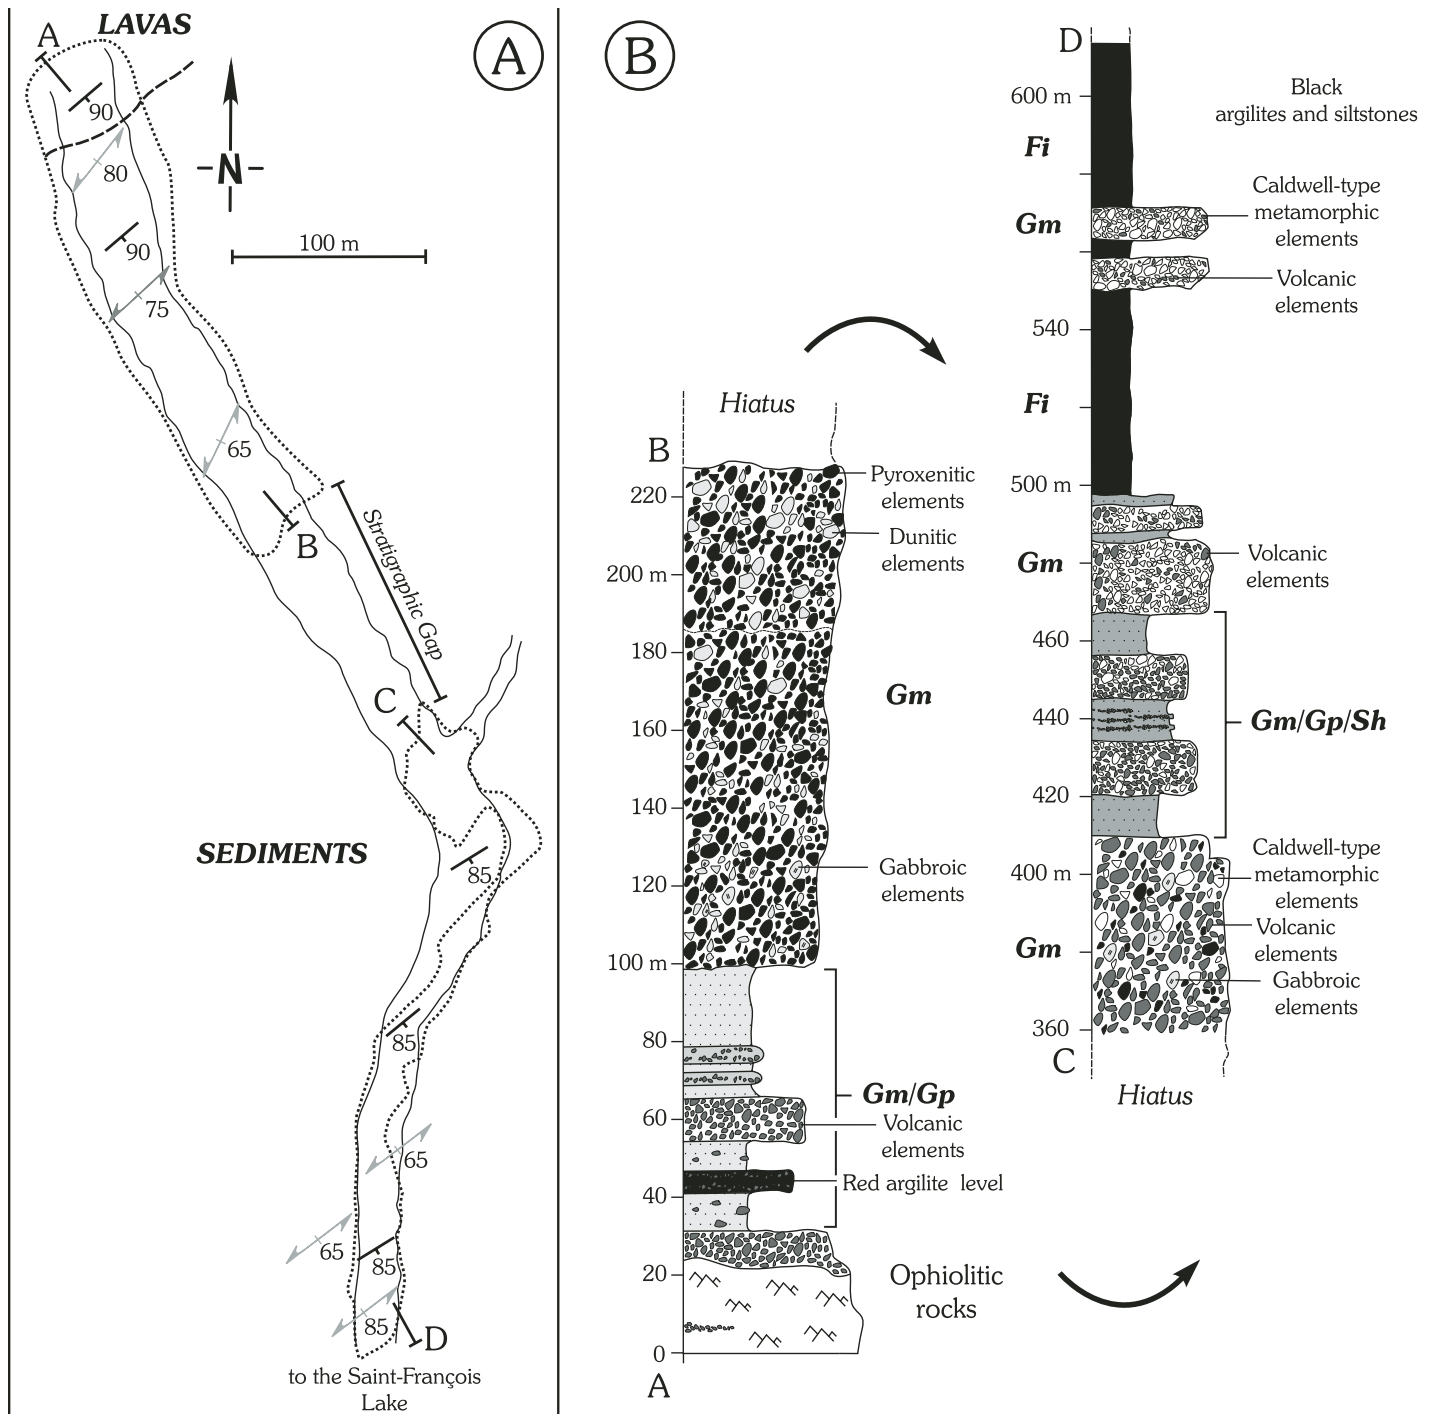 LAVAS
A
A
90
80
N
90
100 m
75
65
B
Stratigraphic Gap
C
SEDIMENTS
85
85
65
65
85
85
D
to the Saint-François
Lake
B
Hiatus
B
Pyroxenitic
elements
220
Dunitic
elements
200 m
180
Gm
160
140
Gabbroic
elements
120
100 m
80
Gm/Gp
60
Volcanic
elements
Red argilite level
40
20
Ophiolitic
rocks
0
A
D
600 m
Black
argilites and siltstones
Fi
Caldwell-type
metamorphic
elements
Gm
Volcanic
elements
540
Fi
500 m
Gm
Volcanic
elements
460
440
Gm/Gp/Sh
420
Caldwell-type
metamorphic
elements
400 m
Volcanic
elements
Gm
Gabbroic
elements
360
C
Hiatus